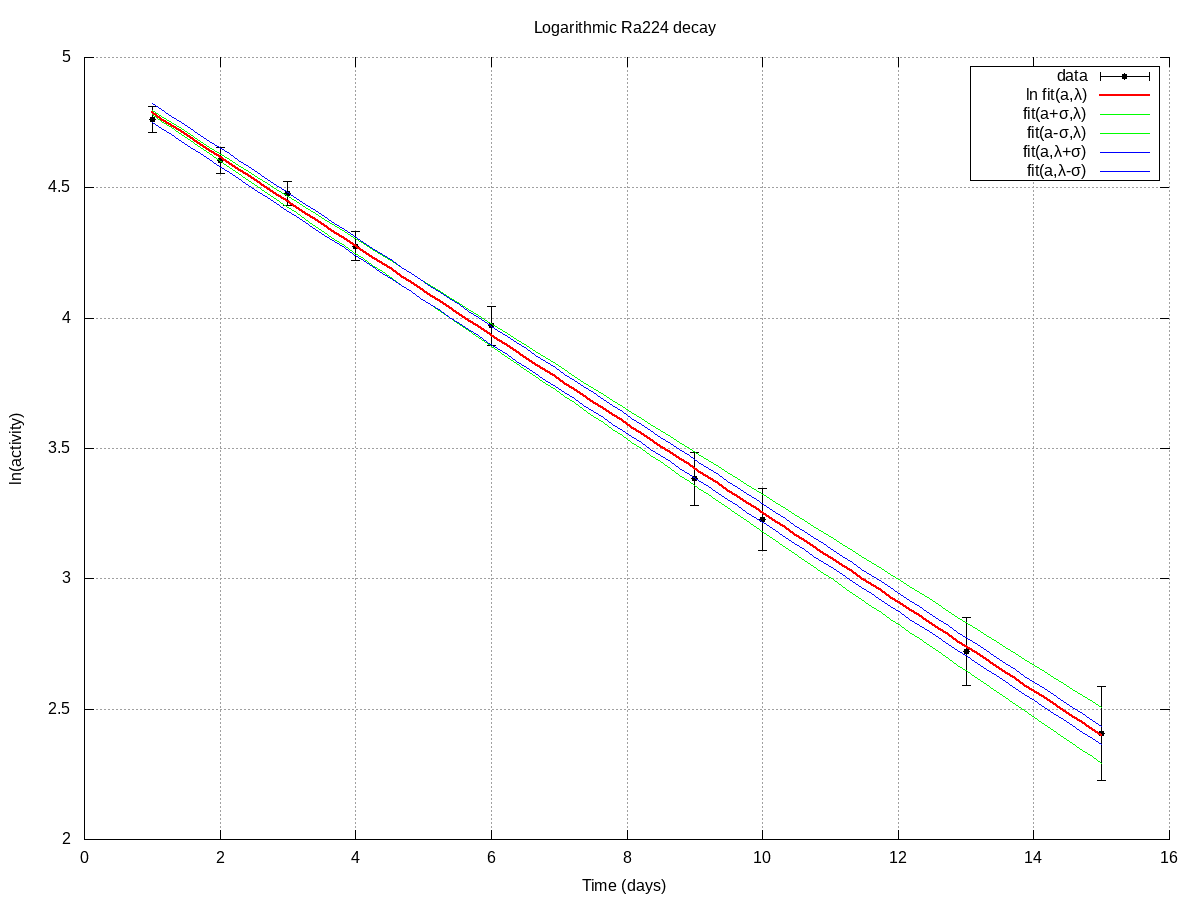 Logarithmic Ra224 decay
data
ln fit(a,λ)
fit(a+σ,λ)
fit(a-σ,λ)
fit(a,λ+σ)
fit(a,λ-σ)
5
4.5
4
3.5
3
2.5
2
ln(activity)
0 2 4 6 8 10 12 14 16
Time (days)